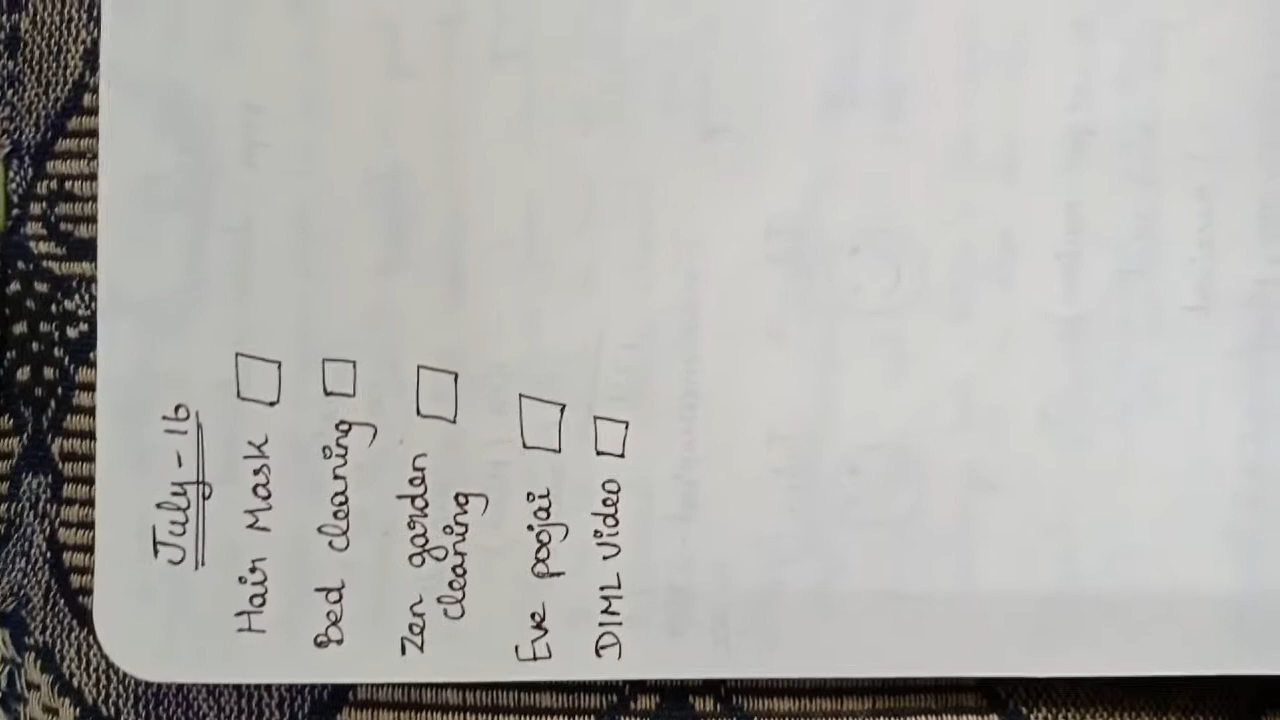 July - 16
Hair Mask
Bed cleaning
Zen garden
cleaning
Eve poojai
DIML video